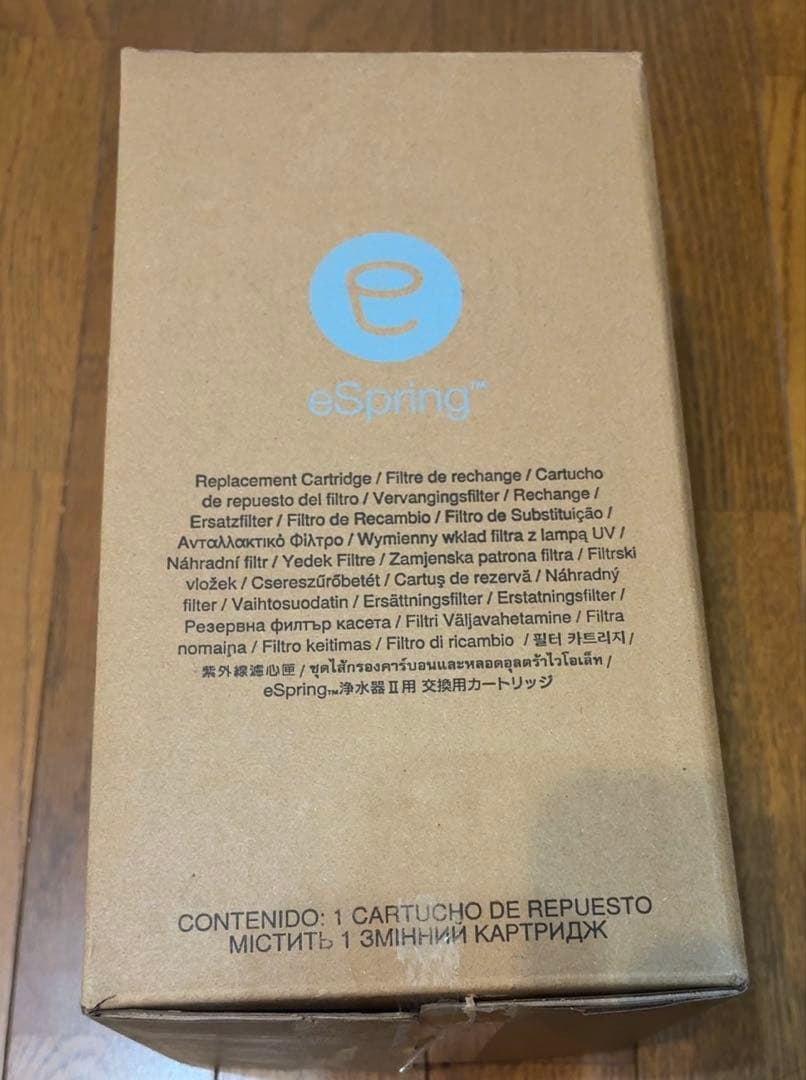 eSpring™
Replacement Cartridge / Filtre de rechange / Cartucho
de repuesto del filtro / Vervangingsfilter / Rechange /
Ersatzfilter / Filtro de Recambio / Filtro de Substituição /
Ανταλλακτικό Φίλτρο / Wymienny wkład filtra z lampą UV /
Náhradní filtr / Yedek Filtre / Zamjenska patrona filtra / Filtrski
vložek / Csereszűrőbetét / Cartuş de rezervă / Náhradný
filter / Vaihtosuodatin / Ersättningsfilter / Erstatningsfilter /
Резервна филтър касета / Filtri Väljavahetamine / Filtra
nomaiņa / Filtro keitimas / Filtro di ricambio / 필터 카트리지 /
紫外線濾心匣 / ชุดไส้กรองคาร์บอนและหลอดอุลตร้าไวโอเล็ท /
eSpring™浄水器Ⅱ用 交換用カートリッジ
CONTENIDO: 1 CARTUCHO DE REPUESTO
МІСТИТЬ 1 ЗМІННИЙ КАРТРИДЖ